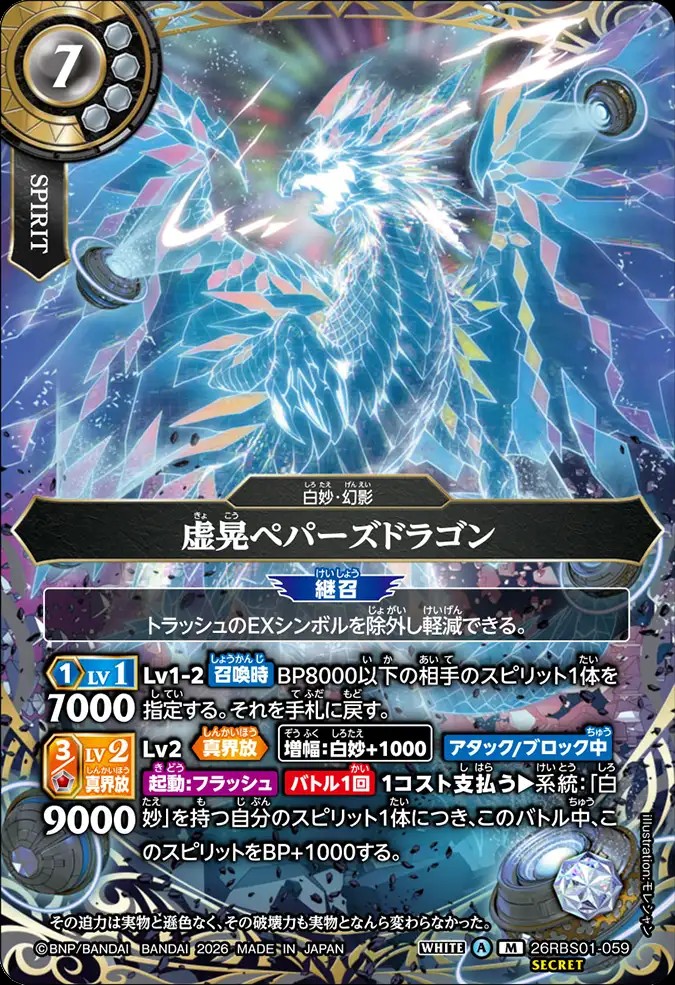 7
SPIRIT
白妙・幻影
虚晃ペパーズドラゴン
継召
トラッシュのEXシンボルを除外し軽減できる。
1 LV1 7000
Lv1-2 召喚時 BP8000以下の相手のスピリット1体を
指定する。それを手札に戻す。
3 LV2 真界放 9000
Lv2 真界放 増幅:白妙+1000 アタック/ブロック中
起動:フラッシュ バトル1回 1コスト支払う▶系統:「白
妙」を持つ自分のスピリット1体につき、このバトル中、こ
のスピリットをBP+1000する。
illustration:モレシャン
その迫力は実物と遜色なく、その破壊力も実物となんら変わらなかった。
©BNP/BANDAI BANDAI 2026 MADE IN JAPAN WHITE A M 26RBS01-059
SECRET